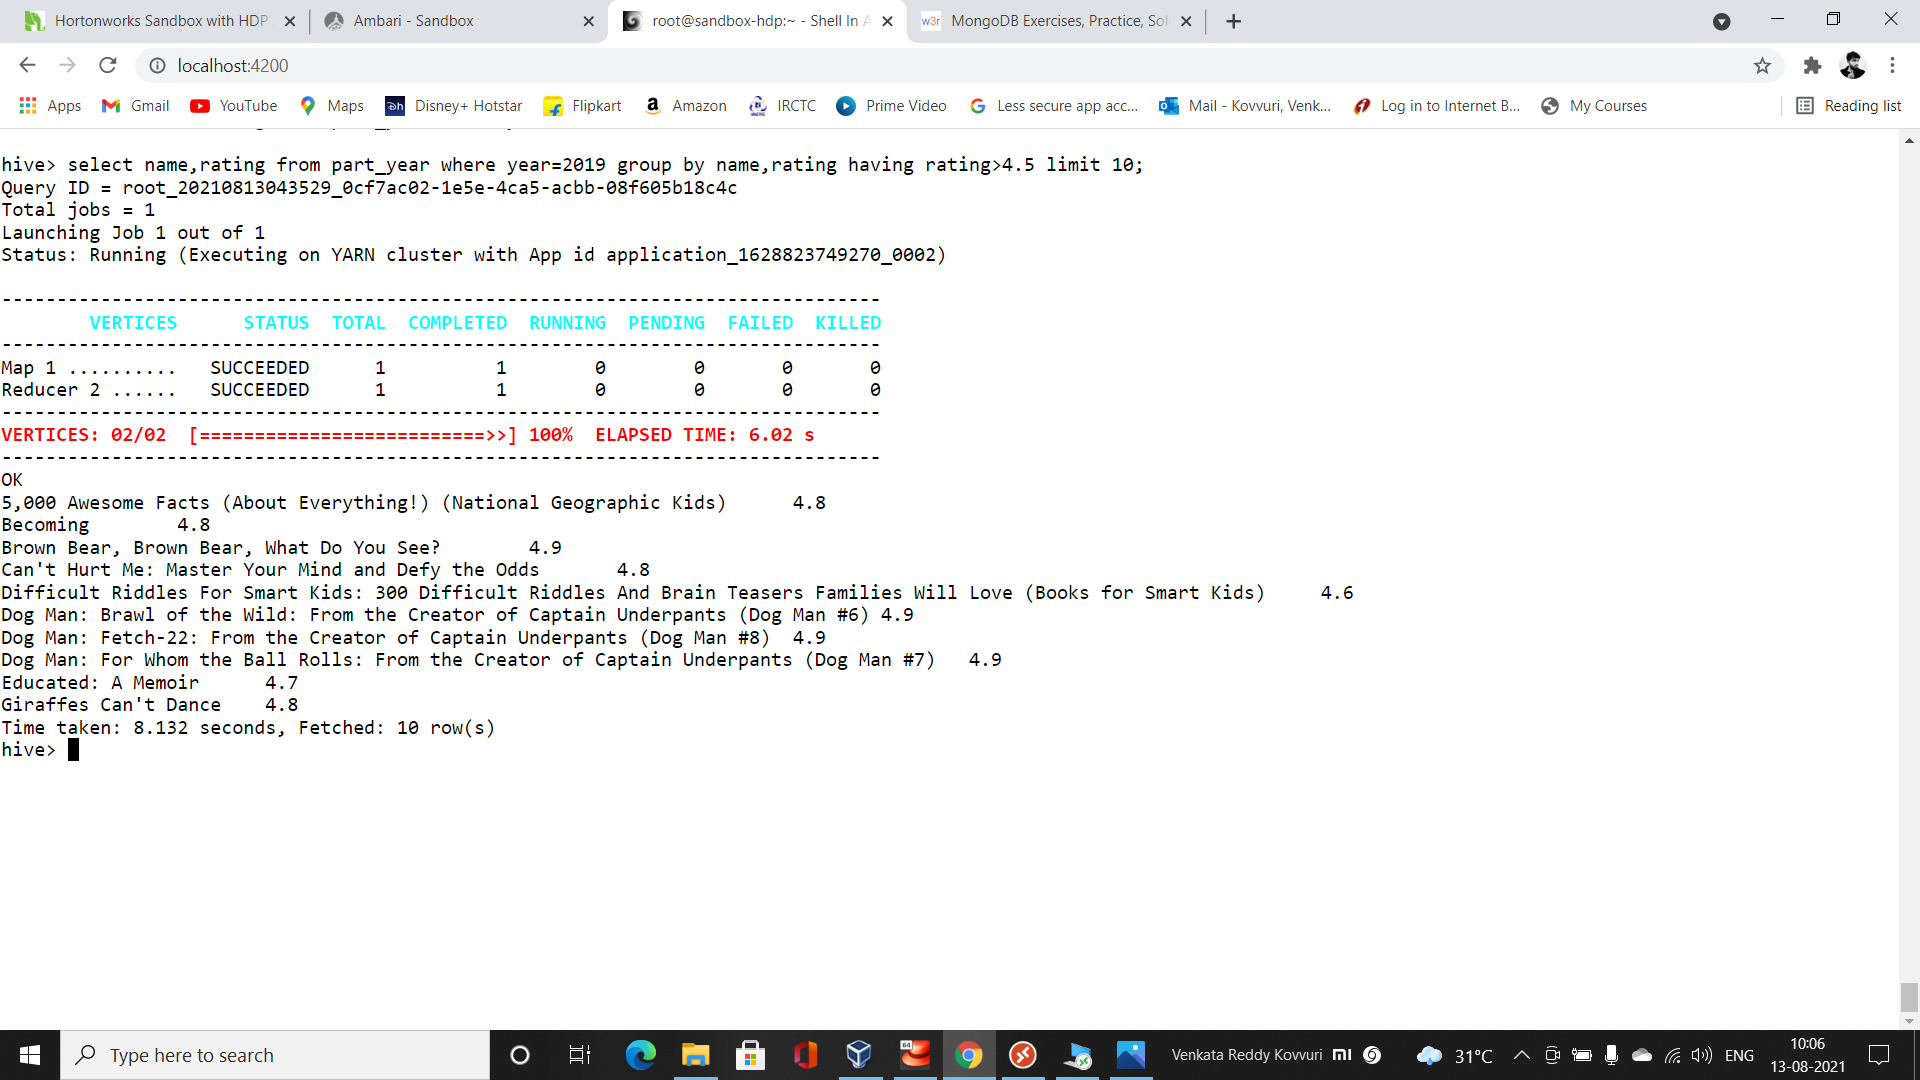 Hortonworks Sandbox with HDP
Ambari - Sandbox
root@sandbox-hdp:~ - Shell In A
w3r MongoDB Exercises, Practice, Sol
localhost:4200
Apps Gmail YouTube Maps Disney+ Hotstar Flipkart Amazon IRCTC Prime Video Less secure app acc... Mail - Kovvuri, Venk... Log in to Internet B... My Courses Reading list
hive> select name,rating from part_year where year=2019 group by name,rating having rating>4.5 limit 10;
Query ID = root_20210813043529_0cf7ac02-1e5e-4ca5-acbb-08f605b18c4c
Total jobs = 1
Launching Job 1 out of 1
Status: Running (Executing on YARN cluster with App id application_1628823749270_0002)
--------------------------------------------------------------------------------
VERTICES STATUS TOTAL COMPLETED RUNNING PENDING FAILED KILLED
--------------------------------------------------------------------------------
Map 1 .......... SUCCEEDED 1 1 0 0 0 0
Reducer 2 ...... SUCCEEDED 1 1 0 0 0 0
--------------------------------------------------------------------------------
VERTICES: 02/02 [==========================>>] 100% ELAPSED TIME: 6.02 s
--------------------------------------------------------------------------------
OK
5,000 Awesome Facts (About Everything!) (National Geographic Kids) 4.8
Becoming 4.8
Brown Bear, Brown Bear, What Do You See? 4.9
Can't Hurt Me: Master Your Mind and Defy the Odds 4.8
Difficult Riddles For Smart Kids: 300 Difficult Riddles And Brain Teasers Families Will Love (Books for Smart Kids) 4.6
Dog Man: Brawl of the Wild: From the Creator of Captain Underpants (Dog Man #6) 4.9
Dog Man: Fetch-22: From the Creator of Captain Underpants (Dog Man #8) 4.9
Dog Man: For Whom the Ball Rolls: From the Creator of Captain Underpants (Dog Man #7) 4.9
Educated: A Memoir 4.7
Giraffes Can't Dance 4.8
Time taken: 8.132 seconds, Fetched: 10 row(s)
hive>
Type here to search
Venkata Reddy Kovvuri
31°C
ENG
10:06
13-08-2021